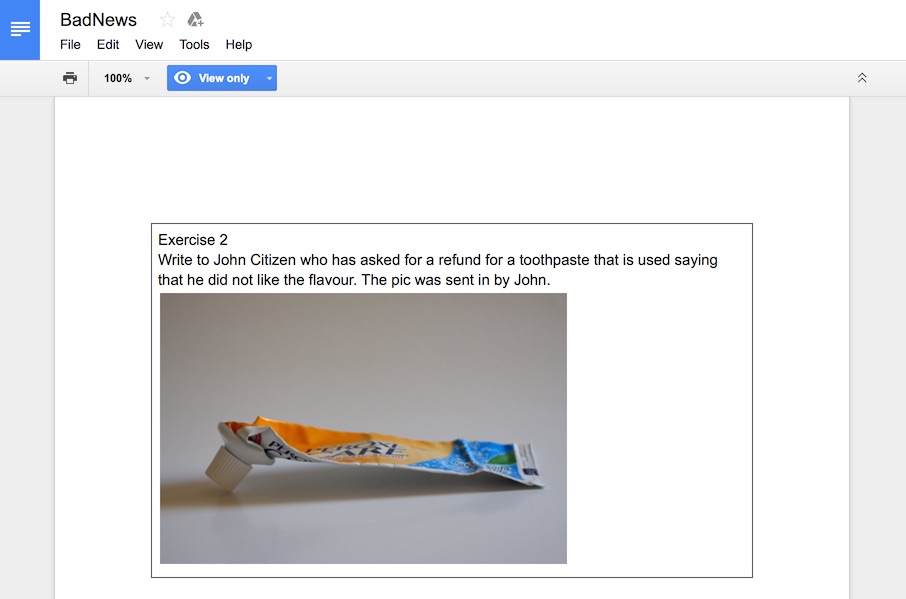 BadNews
File Edit View Tools Help
100% View only
Exercise 2
Write to John Citizen who has asked for a refund for a toothpaste that is used saying
that he did not like the flavour. The pic was sent in by John.
CARE